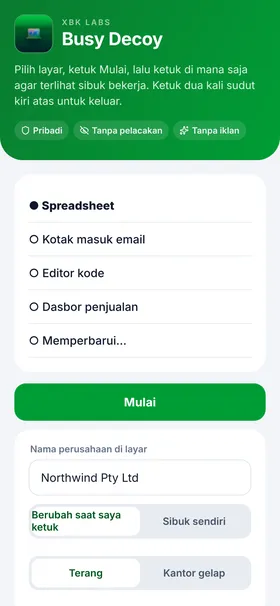 XBK LABS
Busy Decoy
Pilih layar, ketuk Mulai, lalu ketuk di mana saja
agar terlihat sibuk bekerja. Ketuk dua kali sudut
kiri atas untuk keluar.
Pribadi
Tanpa pelacakan
Tanpa iklan
Spreadsheet
Kotak masuk email
Editor kode
Dasbor penjualan
Memperbarui...
Mulai
Nama perusahaan di layar
Northwind Pty Ltd
Berubah saat saya
ketuk
Sibuk sendiri
Terang
Kantor gelap